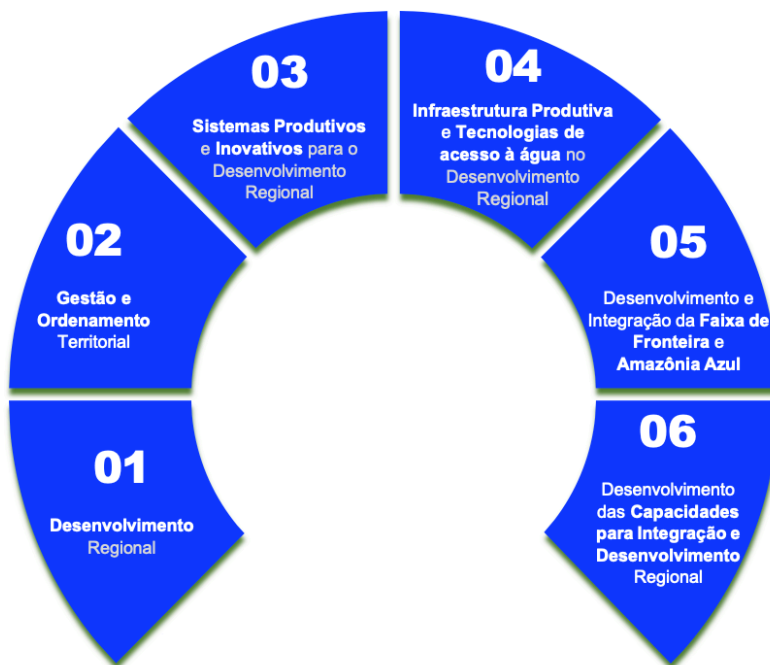 01
Desenvolvimento
Regional
02
Gestão e
Ordenamento
Territorial
03
Sistemas Produtivos
e Inovativos para o
Desenvolvimento
Regional
04
Infraestrutura Produtiva
e Tecnologias de
acesso à água no
Desenvolvimento
Regional
05
Desenvolvimento e
Integração da Faixa de
Fronteira e
Amazônia Azul
06
Desenvolvimento
das Capacidades
para Integração e
Desenvolvimento
Regional